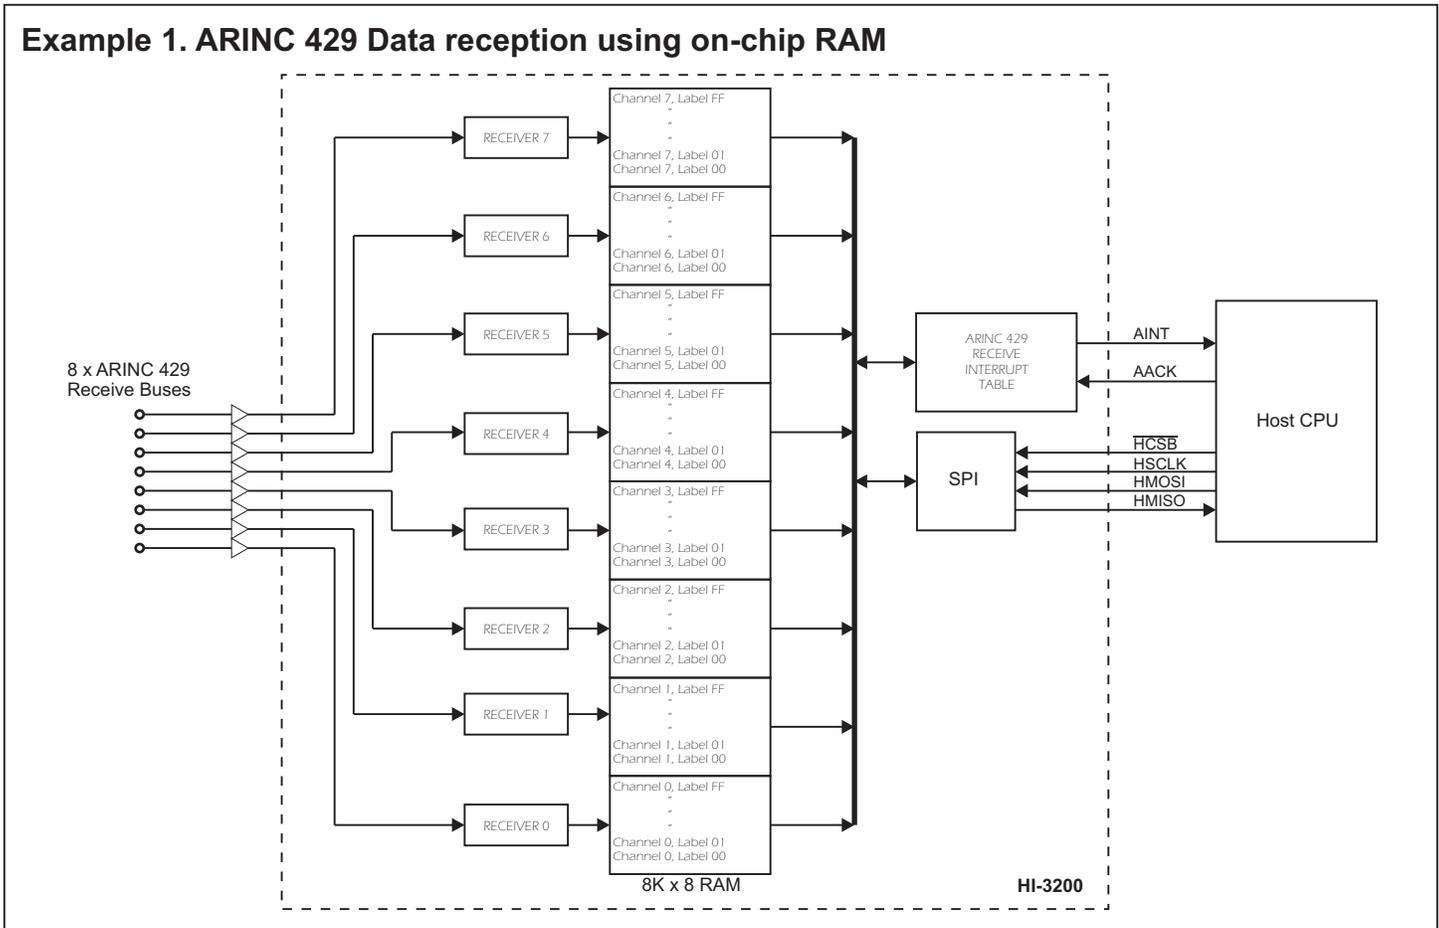 Example 1. ARINC 429 Data reception using on-chip RAM
8 x ARINC 429
Receive Buses
RECEIVER 7
RECEIVER 6
RECEIVER 5
RECEIVER 4
RECEIVER 3
RECEIVER 2
RECEIVER 1
RECEIVER 0
Channel 7, Label FF
"
"
"
Channel 7, Label 01
Channel 7, Label 00
Channel 6, Label FF
"
"
"
Channel 6, Label 01
Channel 6, Label 00
Channel 5, Label FF
"
"
"
Channel 5, Label 01
Channel 5, Label 00
Channel 4, Label FF
"
"
"
Channel 4, Label 01
Channel 4, Label 00
Channel 3, Label FF
"
"
"
Channel 3, Label 01
Channel 3, Label 00
Channel 2, Label FF
"
"
"
Channel 2, Label 01
Channel 2, Label 00
Channel 1, Label FF
"
"
"
Channel 1, Label 01
Channel 1, Label 00
Channel 0, Label FF
"
"
"
Channel 0, Label 01
Channel 0, Label 00
8K x 8 RAM
ARINC 429
RECEIVE
INTERRUPT
TABLE
SPI
AINT
AACK
HCSB
HSCLK
HMOSI
HMISO
Host CPU
HI-3200